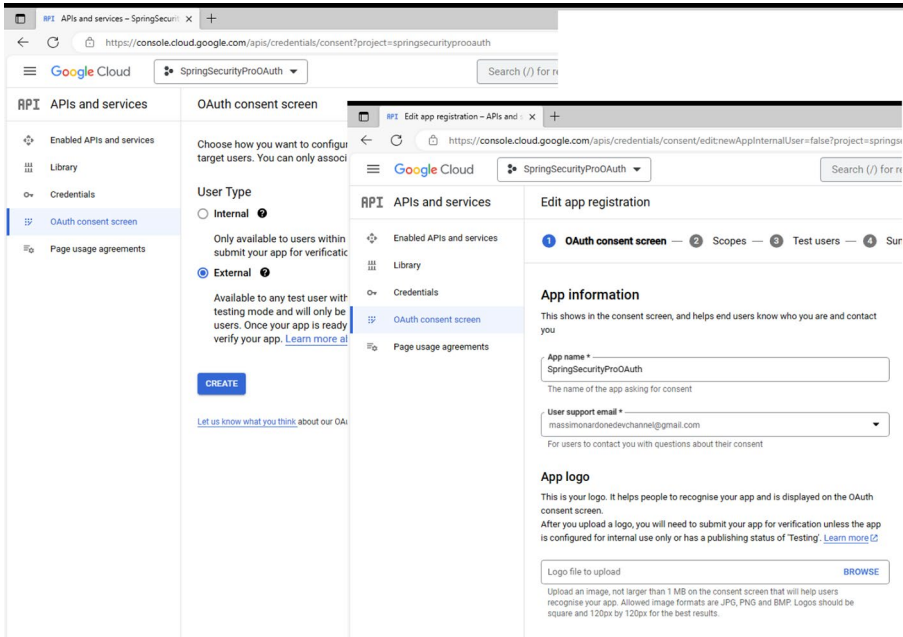 API APIs and services – SpringSecurit
https://console.cloud.google.com/apis/credentials/consent?project=springsecurityprooauth
Google Cloud
SpringSecurityProOAuth
Search (/) for re
API APIs and services
Enabled APIs and services
Library
Credentials
OAuth consent screen
Page usage agreements
OAuth consent screen
Choose how you want to configur
target users. You can only associ
User Type
Internal
Only available to users within
submit your app for verificatio
External
Available to any test user with
testing mode and will only be
users. Once your app is ready
verify your app. Learn more al
CREATE
Let us know what you think about our OAu
API Edit app registration – APIs and s
https://console.cloud.google.com/apis/credentials/consent/edit:newAppInternalUser=false?project=springse
Google Cloud
SpringSecurityProOAuth
Search (/) for re
API APIs and services
Enabled APIs and services
Library
Credentials
OAuth consent screen
Page usage agreements
Edit app registration
1 OAuth consent screen — 2 Scopes — 3 Test users — 4 Sum
App information
This shows in the consent screen, and helps end users know who you are and contact
you
App name *
SpringSecurityProOAuth
The name of the app asking for consent
User support email *
massimonardonedevchannel@gmail.com
For users to contact you with questions about their consent
App logo
This is your logo. It helps people to recognise your app and is displayed on the OAuth
consent screen.
After you upload a logo, you will need to submit your app for verification unless the app
is configured for internal use only or has a publishing status of 'Testing'. Learn more
Logo file to upload
BROWSE
Upload an image, not larger than 1 MB on the consent screen that will help users
recognise your app. Allowed image formats are JPG, PNG and BMP. Logos should be
square and 120px by 120px for the best results.